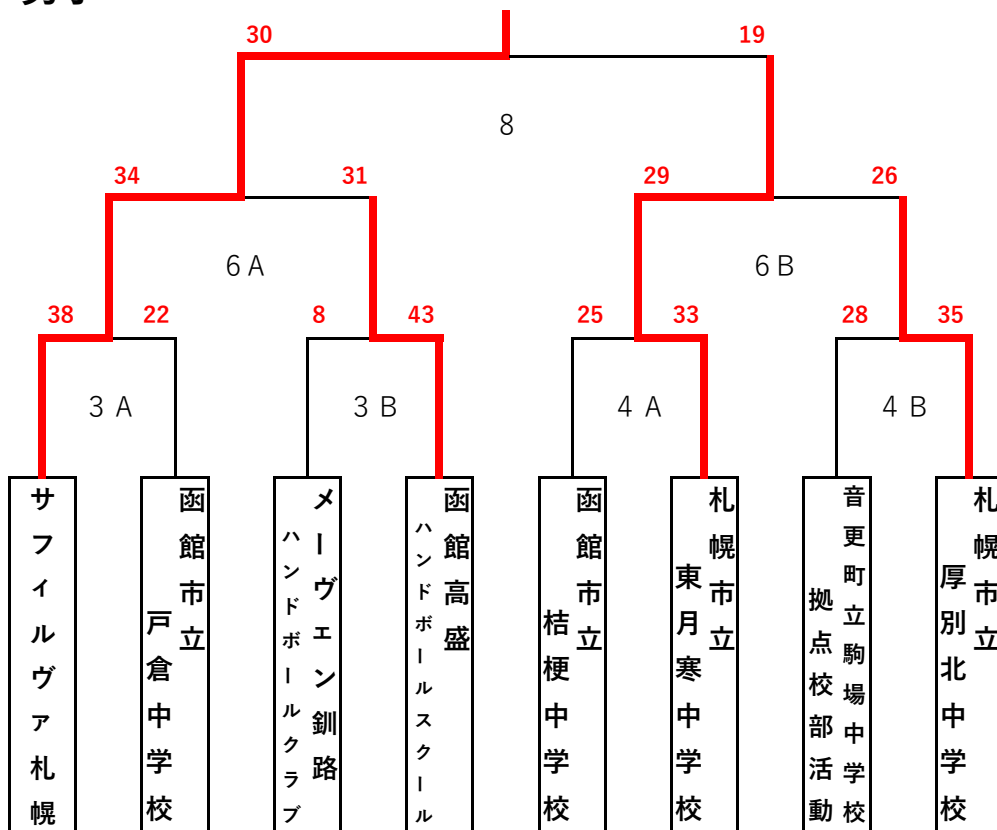 30
19
8
34
31
29
26
6A
6B
38
22
8
43
25
33
28
35
3A
3B
4A
4B
サフィルヴァ札幌
函館市立
戸倉中学校
メーヴェン釧路
ハンドボールクラブ
函館高盛
ハンドボールスクール
函館市立
桔梗中学校
札幌市立
東月寒中学校
音更町立駒場中学校
拠点校部活動
札幌市立
厚別北中学校